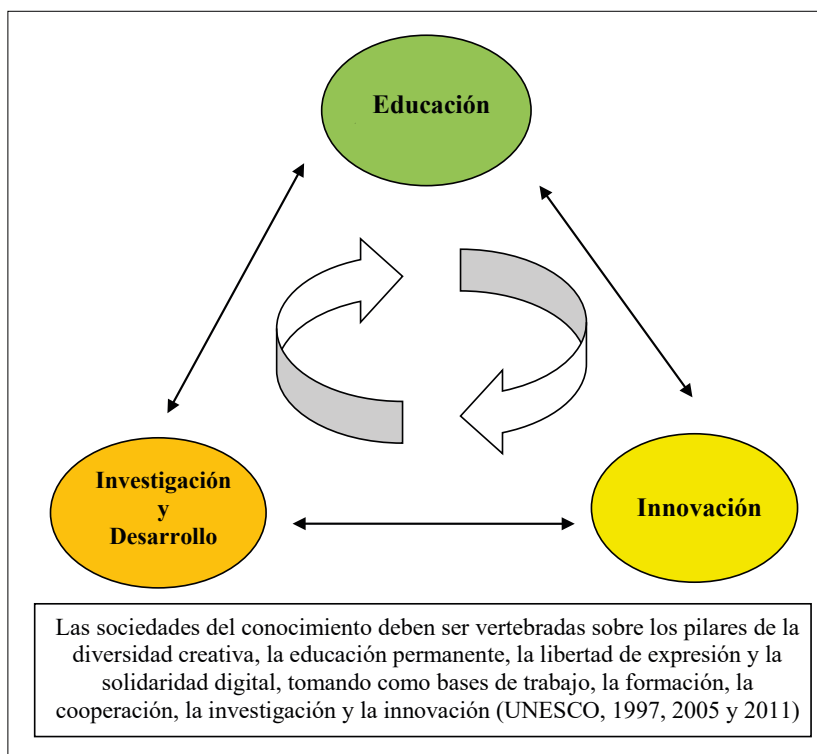 Educación
Investigación
y
Desarrollo
Innovación
Las sociedades del conocimiento deben ser vertebradas sobre los pilares de la
diversidad creativa, la educación permanente, la libertad de expresión y la
solidaridad digital, tomando como bases de trabajo, la formación, la
cooperación, la investigación y la innovación (UNESCO, 1997, 2005 y 2011)